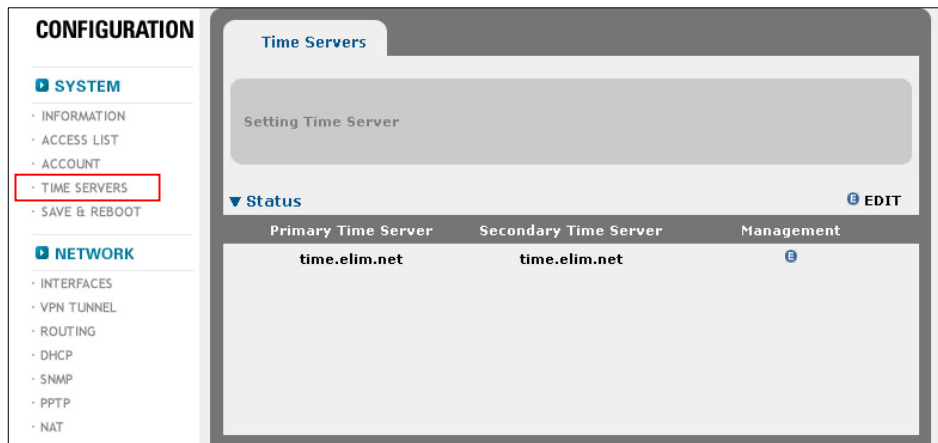 CONFIGURATION
SYSTEM
· INFORMATION
· ACCESS LIST
· ACCOUNT
· TIME SERVERS
· SAVE & REBOOT
NETWORK
· INTERFACES
· VPN TUNNEL
· ROUTING
· DHCP
· SNMP
· PPTP
· NAT
Time Servers
Setting Time Server
▼ Status
E EDIT
Primary Time Server Secondary Time Server Management
time.elim.net time.elim.net E